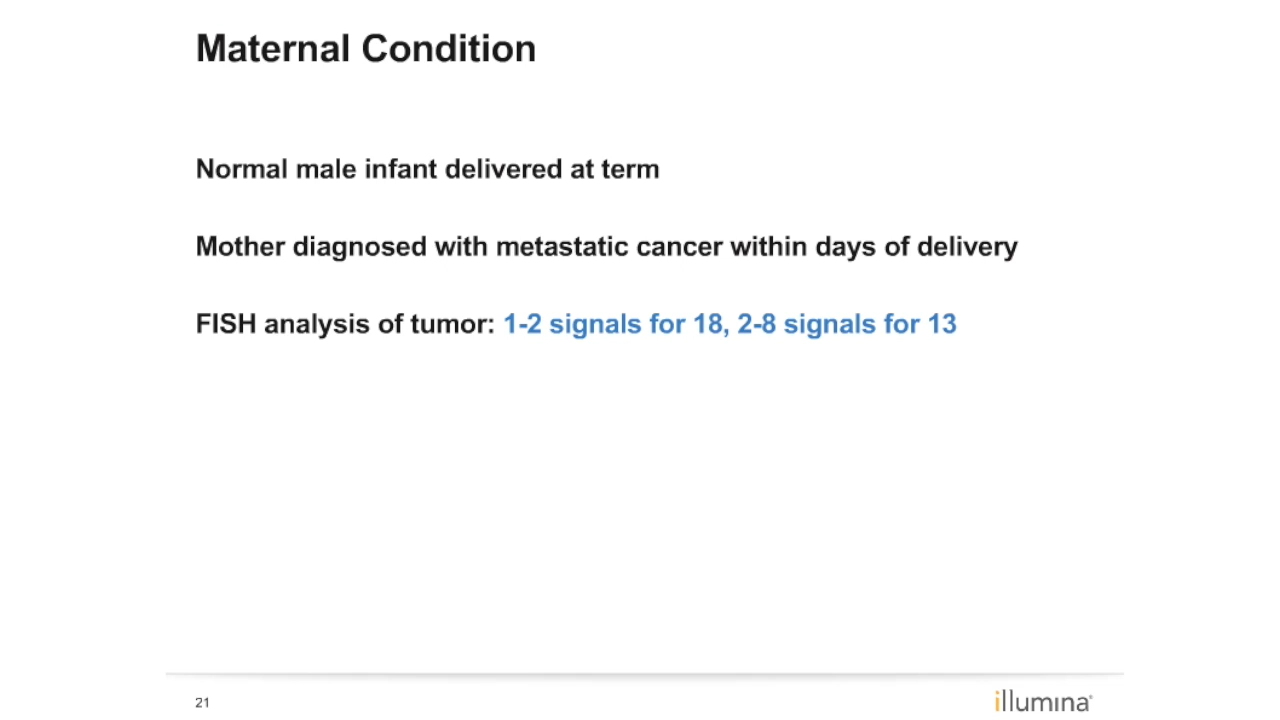 Maternal Condition
Normal male infant delivered at term
Mother diagnosed with metastatic cancer within days of delivery
FISH analysis of tumor: 1-2 signals for 18, 2-8 signals for 13
21
illumina®